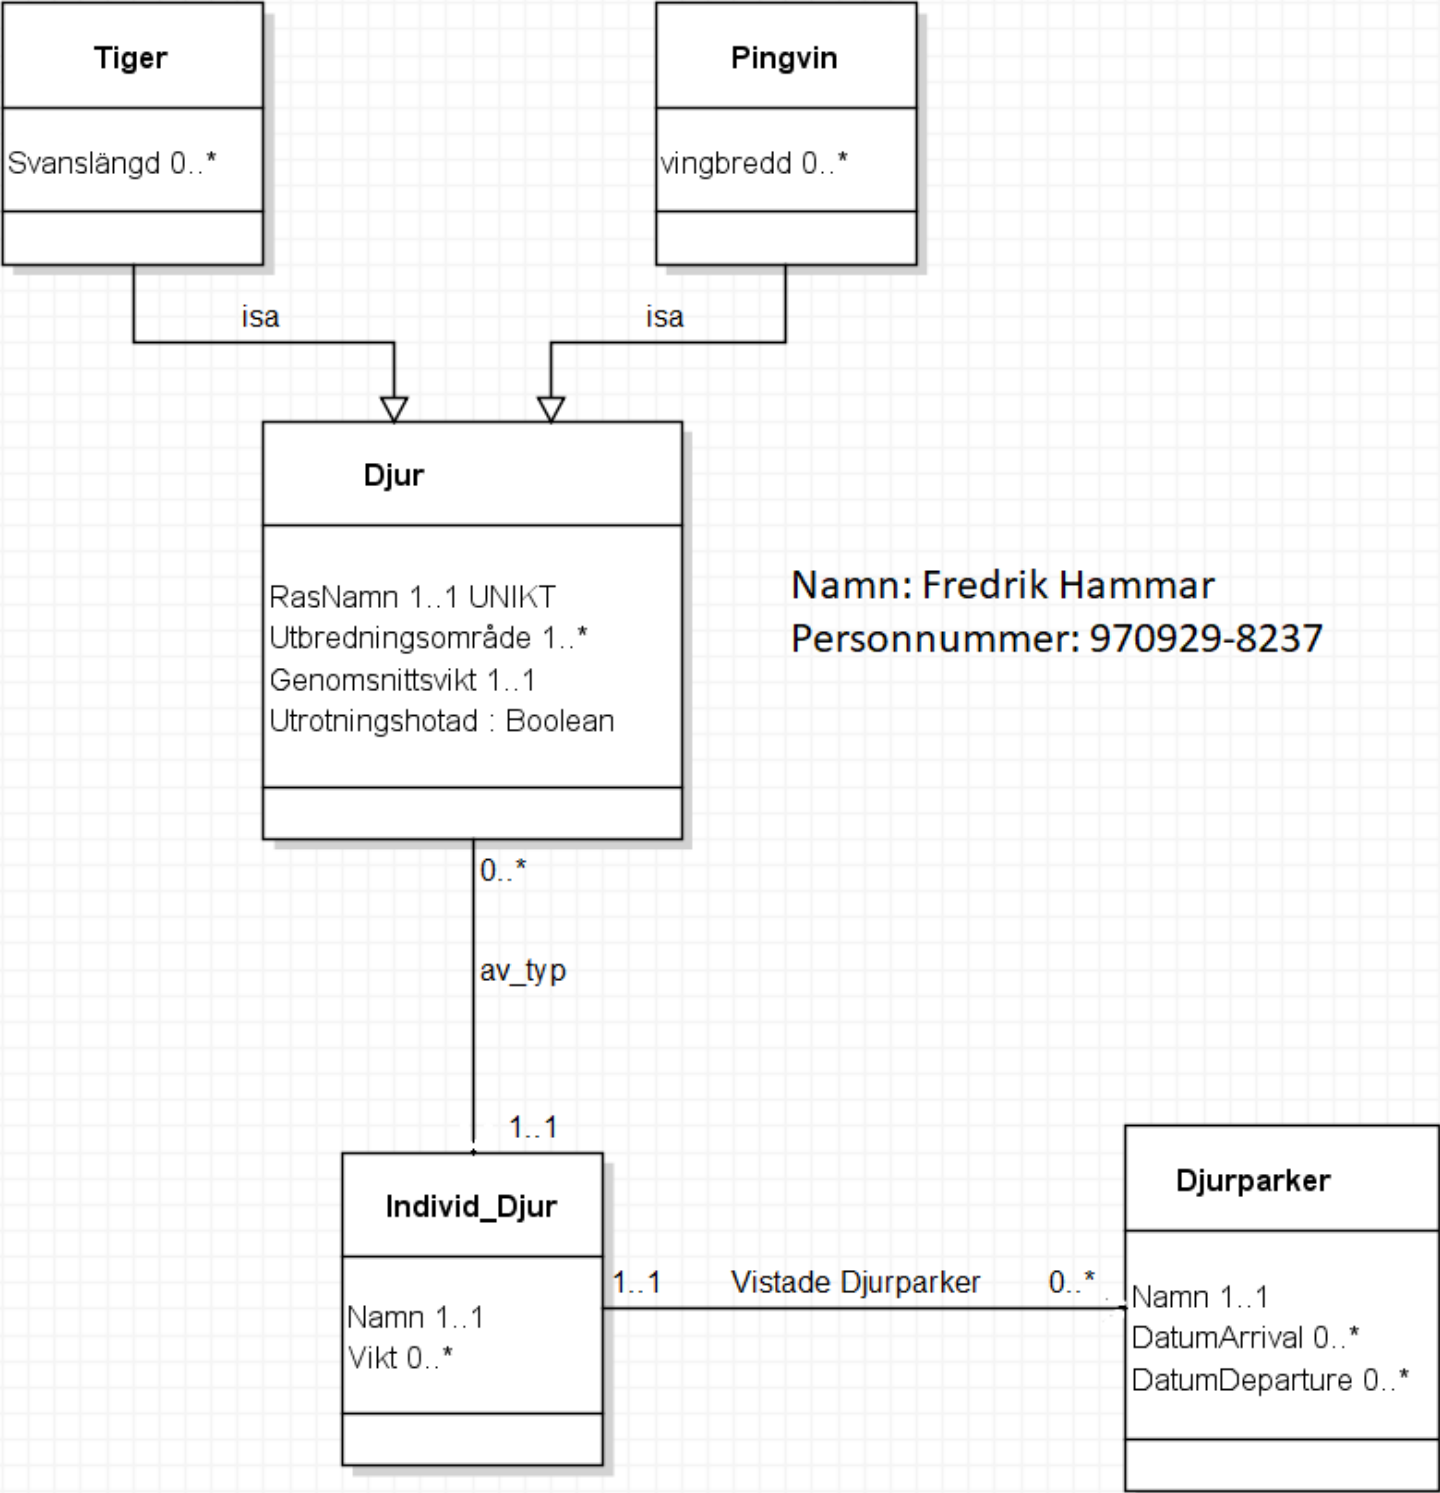 Tiger
Svanslängd 0..*
Pingvin
vingbredd 0..*
isa
isa
Djur
RasNamn 1..1 UNIKT
Utbredningsområde 1..*
Genomsnittsvikt 1..1
Utrotningshotad : Boolean
Namn: Fredrik Hammar
Personnummer: 970929-8237
0..*
av_typ
1..1
Individ_Djur
Namn 1..1
Vikt 0..*
1..1 Vistade Djurparker 0..*
Djurparker
Namn 1..1
DatumArrival 0..*
DatumDeparture 0..*